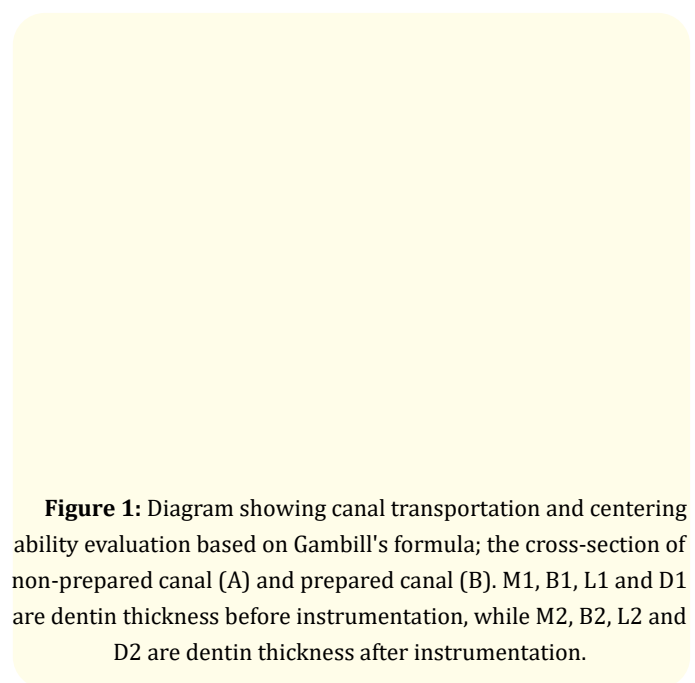 Figure 1: Diagram showing canal transportation and centering
ability evaluation based on Gambill's formula; the cross-section of
non-prepared canal (A) and prepared canal (B). M1, B1, L1 and D1
are dentin thickness before instrumentation, while M2, B2, L2 and
D2 are dentin thickness after instrumentation.